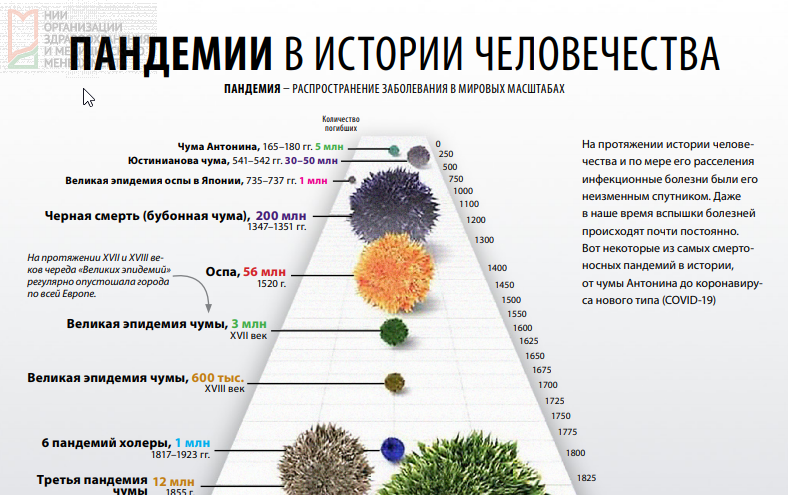 НИИ
ОРГАНИЗАЦИИ
ЗДРАВООХРАНЕНИЯ
И МЕДИЦИНСКОГО
МЕНЕДЖМЕНТА
ПАНДЕМИИ В ИСТОРИИ ЧЕЛОВЕЧЕСТВА
ПАНДЕМИЯ – РАСПРОСТРАНЕНИЕ ЗАБОЛЕВАНИЯ В МИРОВЫХ МАСШТАБАХ
Количество
погибших
Чума Антонина, 165–180 гг. 5 млн
Юстинианова чума, 541–542 гг. 30–50 млн
Великая эпидемия оспы в Японии, 735–737 гг. 1 млн
Черная смерть (бубонная чума), 200 млн
1347–1351 гг.
На протяжении XVII и XVIII ве-
ков череда «Великих эпидемий»
регулярно опустошала города
по всей Европе.
Оспа, 56 млн
1520 г.
Великая эпидемия чумы, 3 млн
XVII век
Великая эпидемия чумы, 600 тыс.
XVIII век
6 пандемий холеры, 1 млн
1817–1923 гг.
Третья пандемия 12 млн
чумы 1855 г.
0
250
500
750
1000
1100
1200
1300
1400
1450
1500
1550
1600
1625
1650
1675
1700
1725
1750
1775
1800
1825
На протяжении истории челове-
чества и по мере его расселения
инфекционные болезни были его
неизменным спутником. Даже
в наше время вспышки болезней
происходят почти постоянно.
Вот некоторые из самых смерто-
носных пандемий в истории,
от чумы Антонина до коронавиру-
са нового типа (COVID-19)